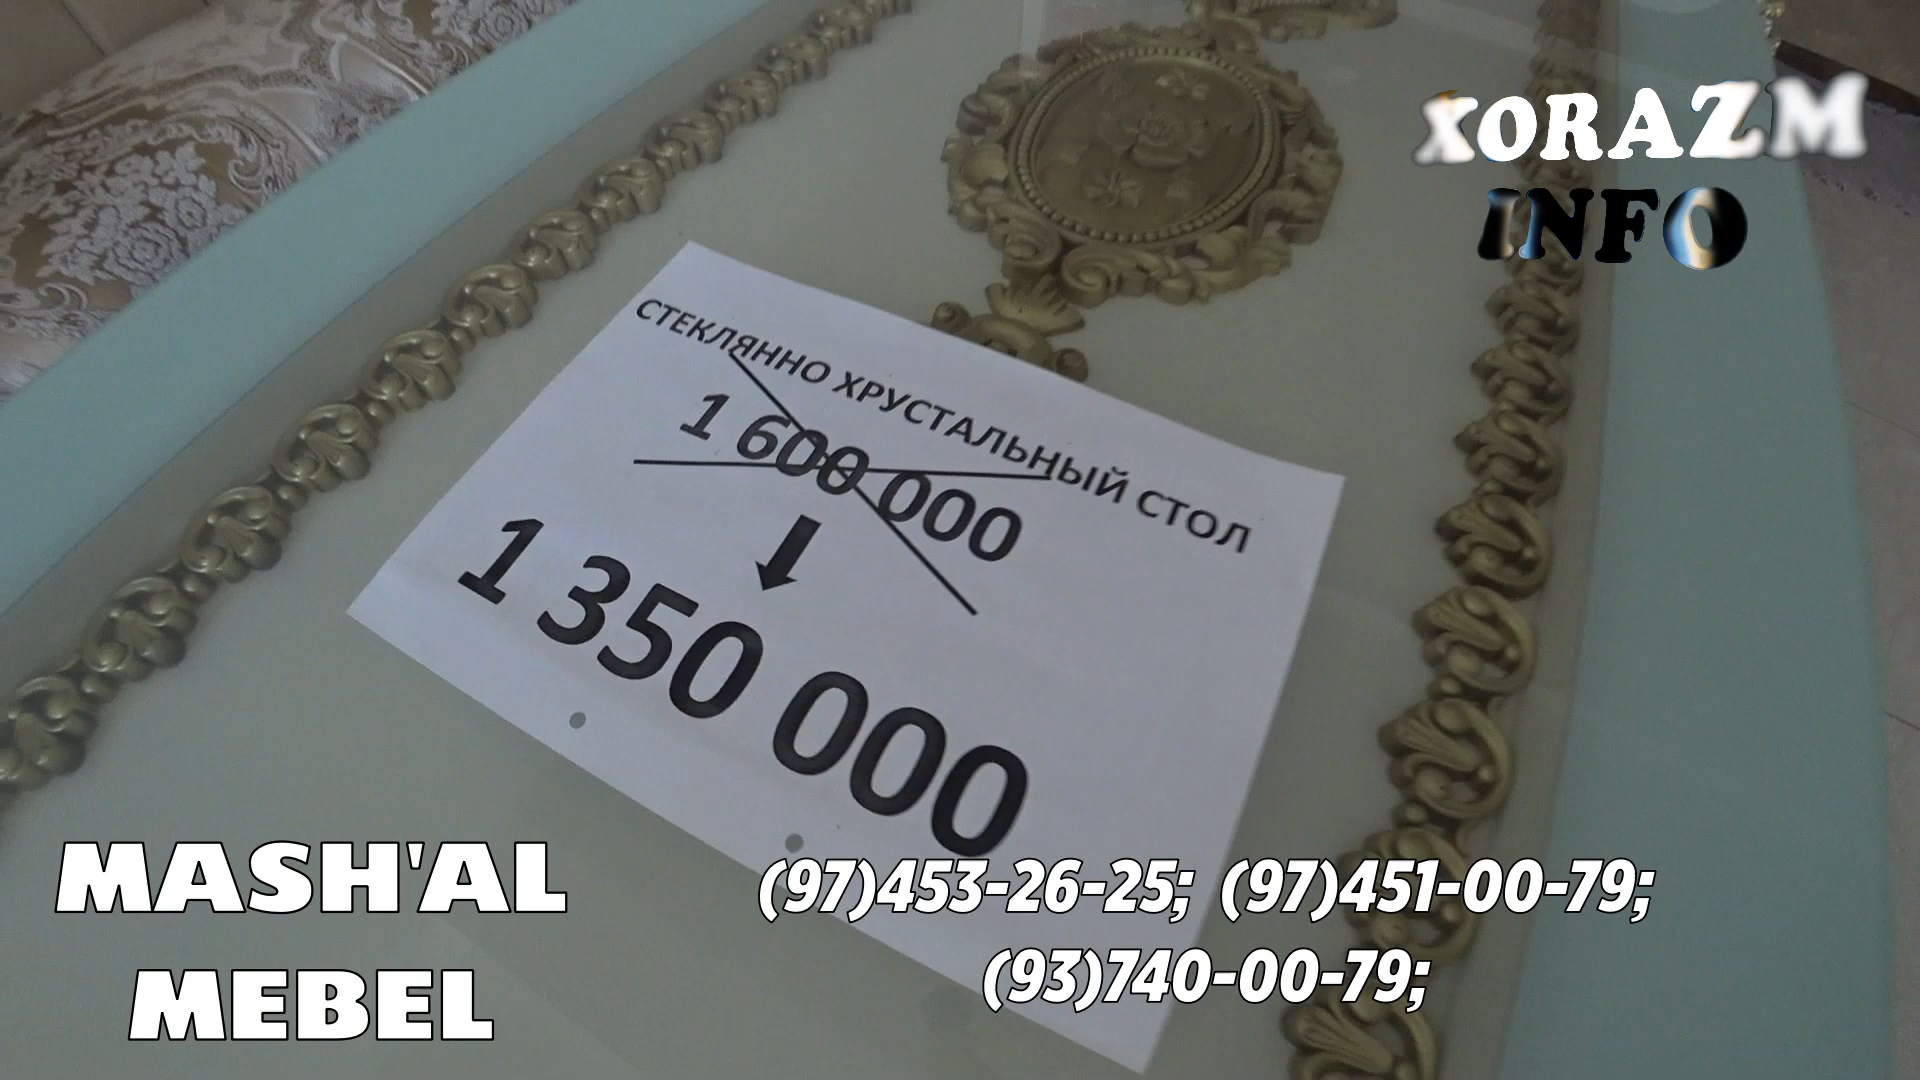 XORAZM
INFO
СТЕКЛЯННО ХРУСТАЛЬНЫЙ СТОЛ
1 600 000
1 350 000
MASH'AL
MEBEL
(97)453-26-25; (97)451-00-79;
(93)740-00-79;